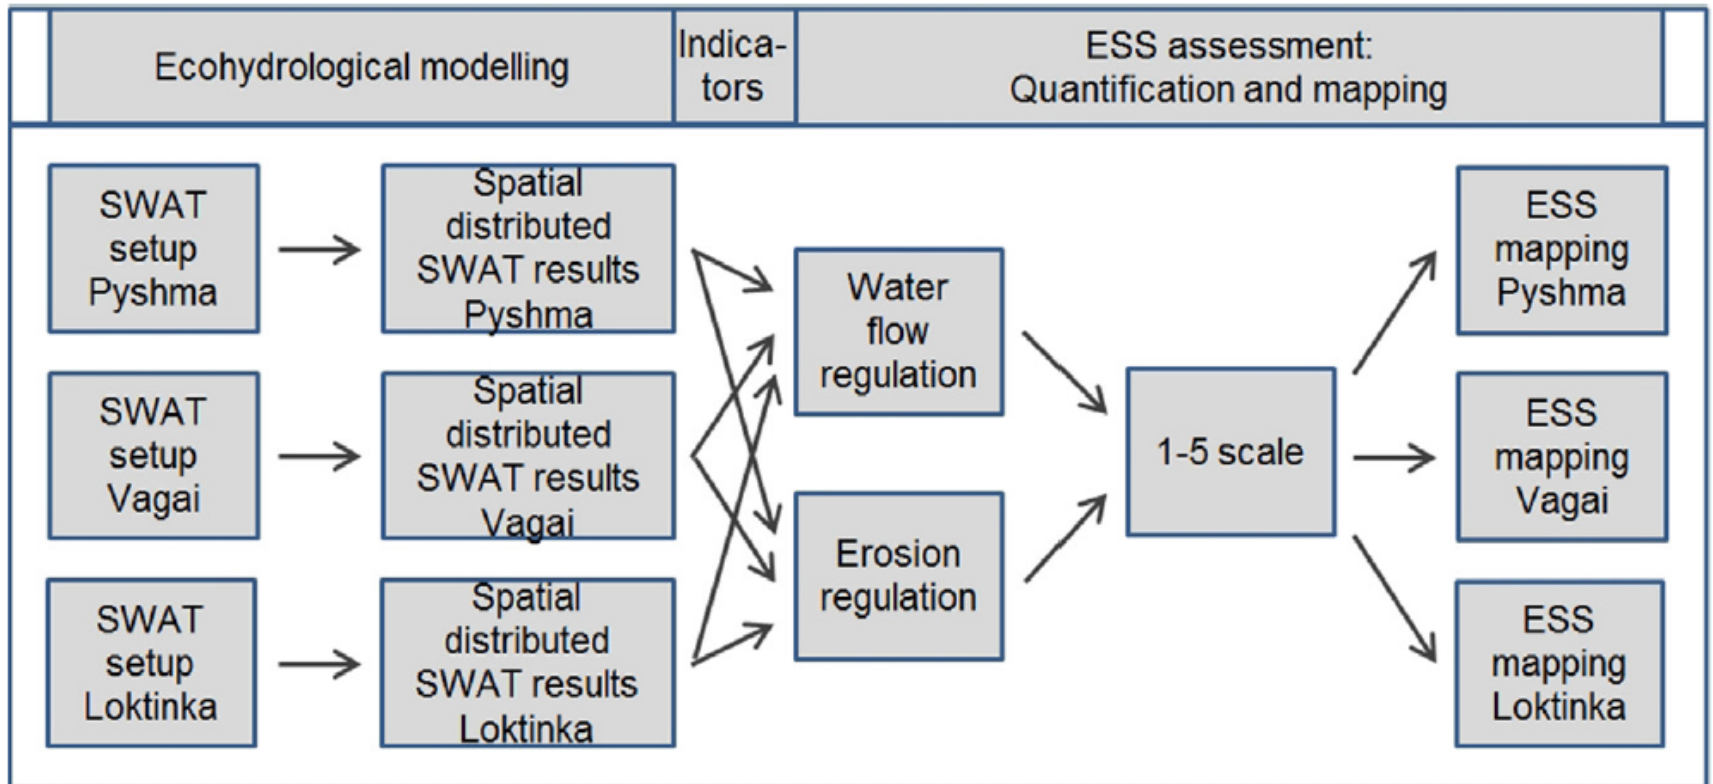 Ecohydrological modelling
Indica-
tors
ESS assessment:
Quantification and mapping
SWAT
setup
Pyshma
Spatial
distributed
SWAT results
Pyshma
SWAT
setup
Vagai
Spatial
distributed
SWAT results
Vagai
SWAT
setup
Loktinka
Spatial
distributed
SWAT results
Loktinka
Water
flow
regulation
Erosion
regulation
1-5 scale
ESS
mapping
Pyshma
ESS
mapping
Vagai
ESS
mapping
Loktinka